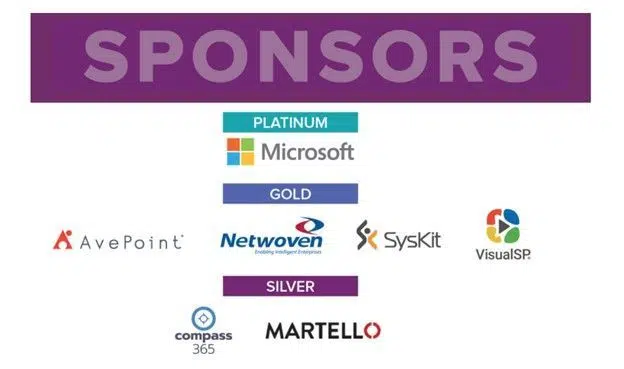 SPONSORS
PLATINUM
Microsoft
GOLD
AvePoint
Netwoven
Enabling Intelligent Enterprises
SysKit
VisualSP
SILVER
compass
365
MARTELLO